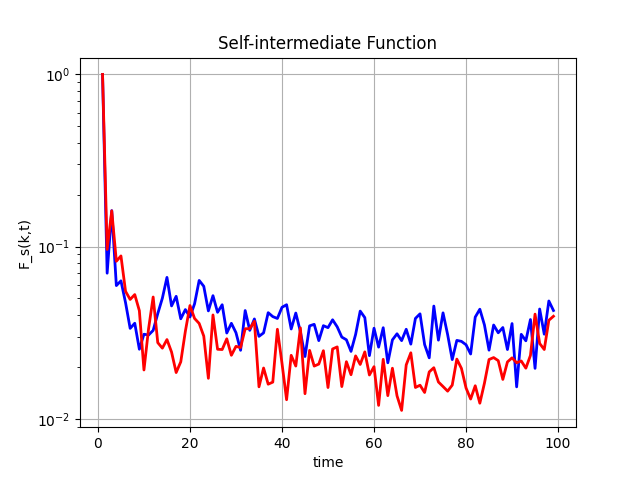 Self-intermediate Function
10⁰
10⁻¹
10⁻²
F_s(k,t)
0 20 40 60 80 100
time